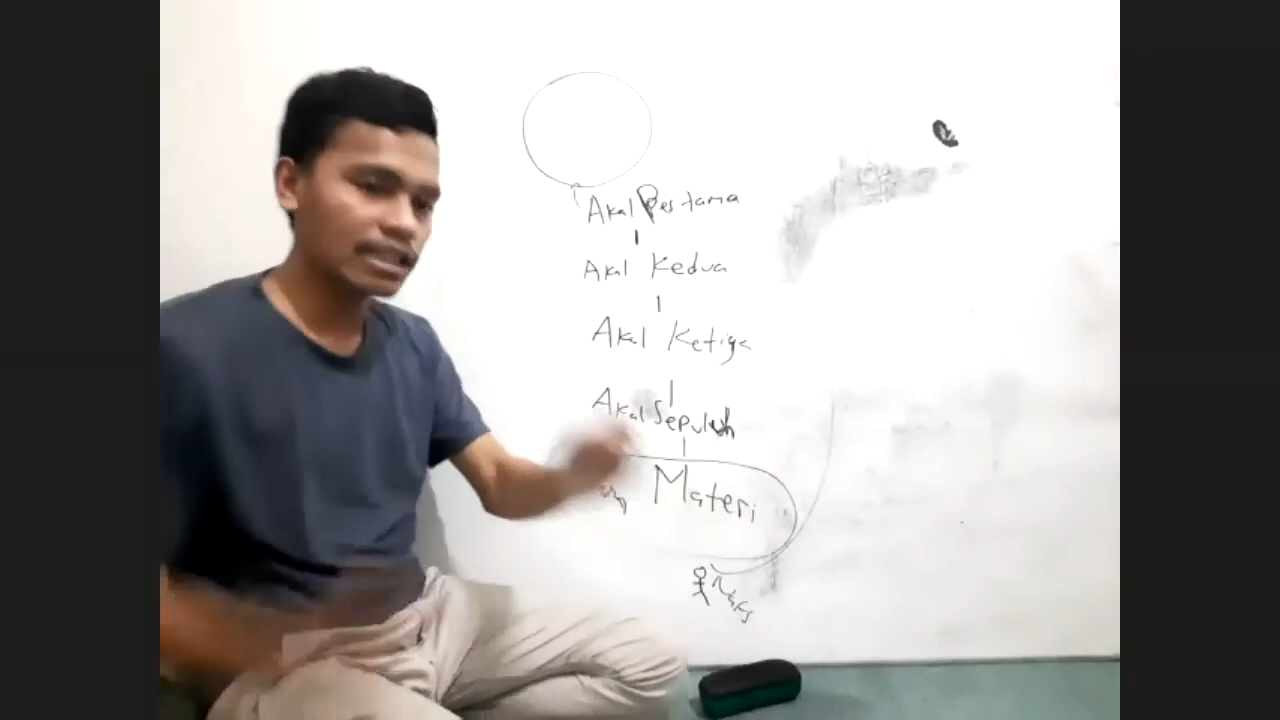 Akal Pertama
Akal Kedua
Akal Ketiga
Akal Sepuluh
Materi